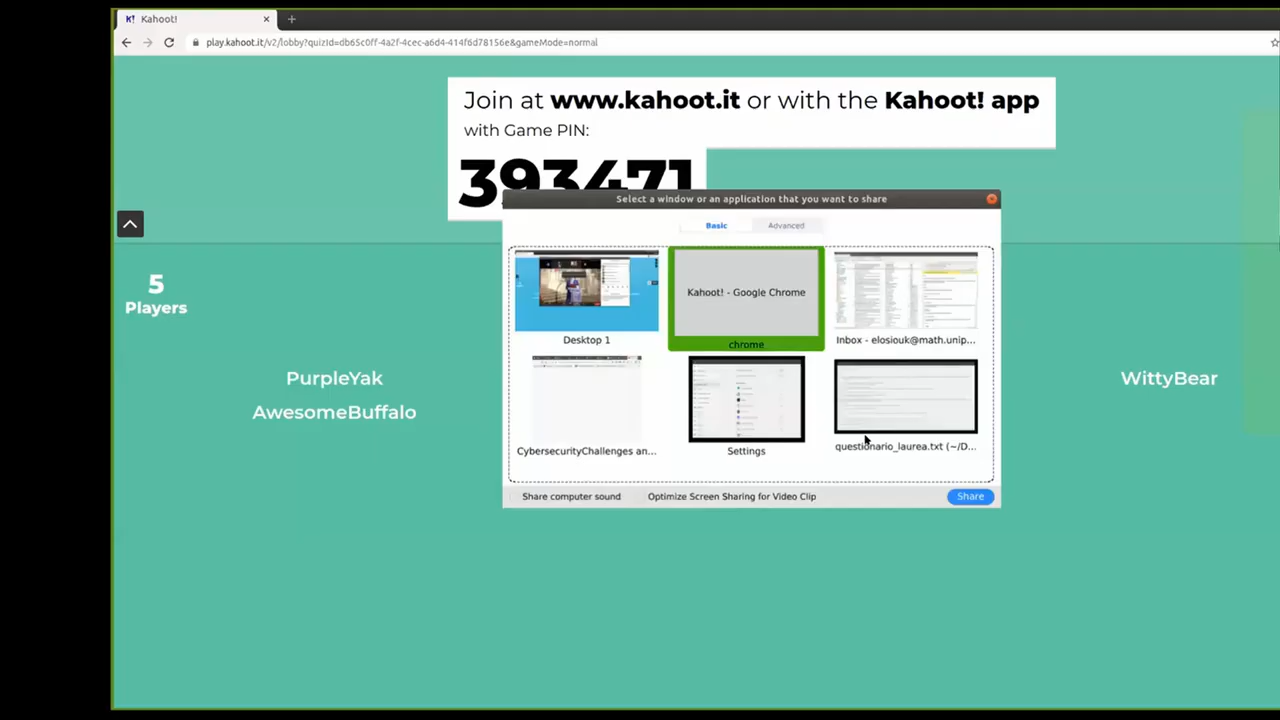 Kahoot!
play.kahoot.it/v2/lobby?quizId=db65c0ff-4a2f-4cec-a6d4-414f6d78156e&gameMode=normal
Join at www.kahoot.it or with the Kahoot! app
with Game PIN:
393471
Select a window or an application that you want to share
Basic Advanced
Kahoot! - Google Chrome
Desktop 1 chrome Inbox - elosiouk@math.unip...
CybersecurityChallenges an... Settings questionario_laurea.txt (~/D...
Share computer sound Optimize Screen Sharing for Video Clip Share
5
Players
PurpleYak
WittyBear
AwesomeBuffalo